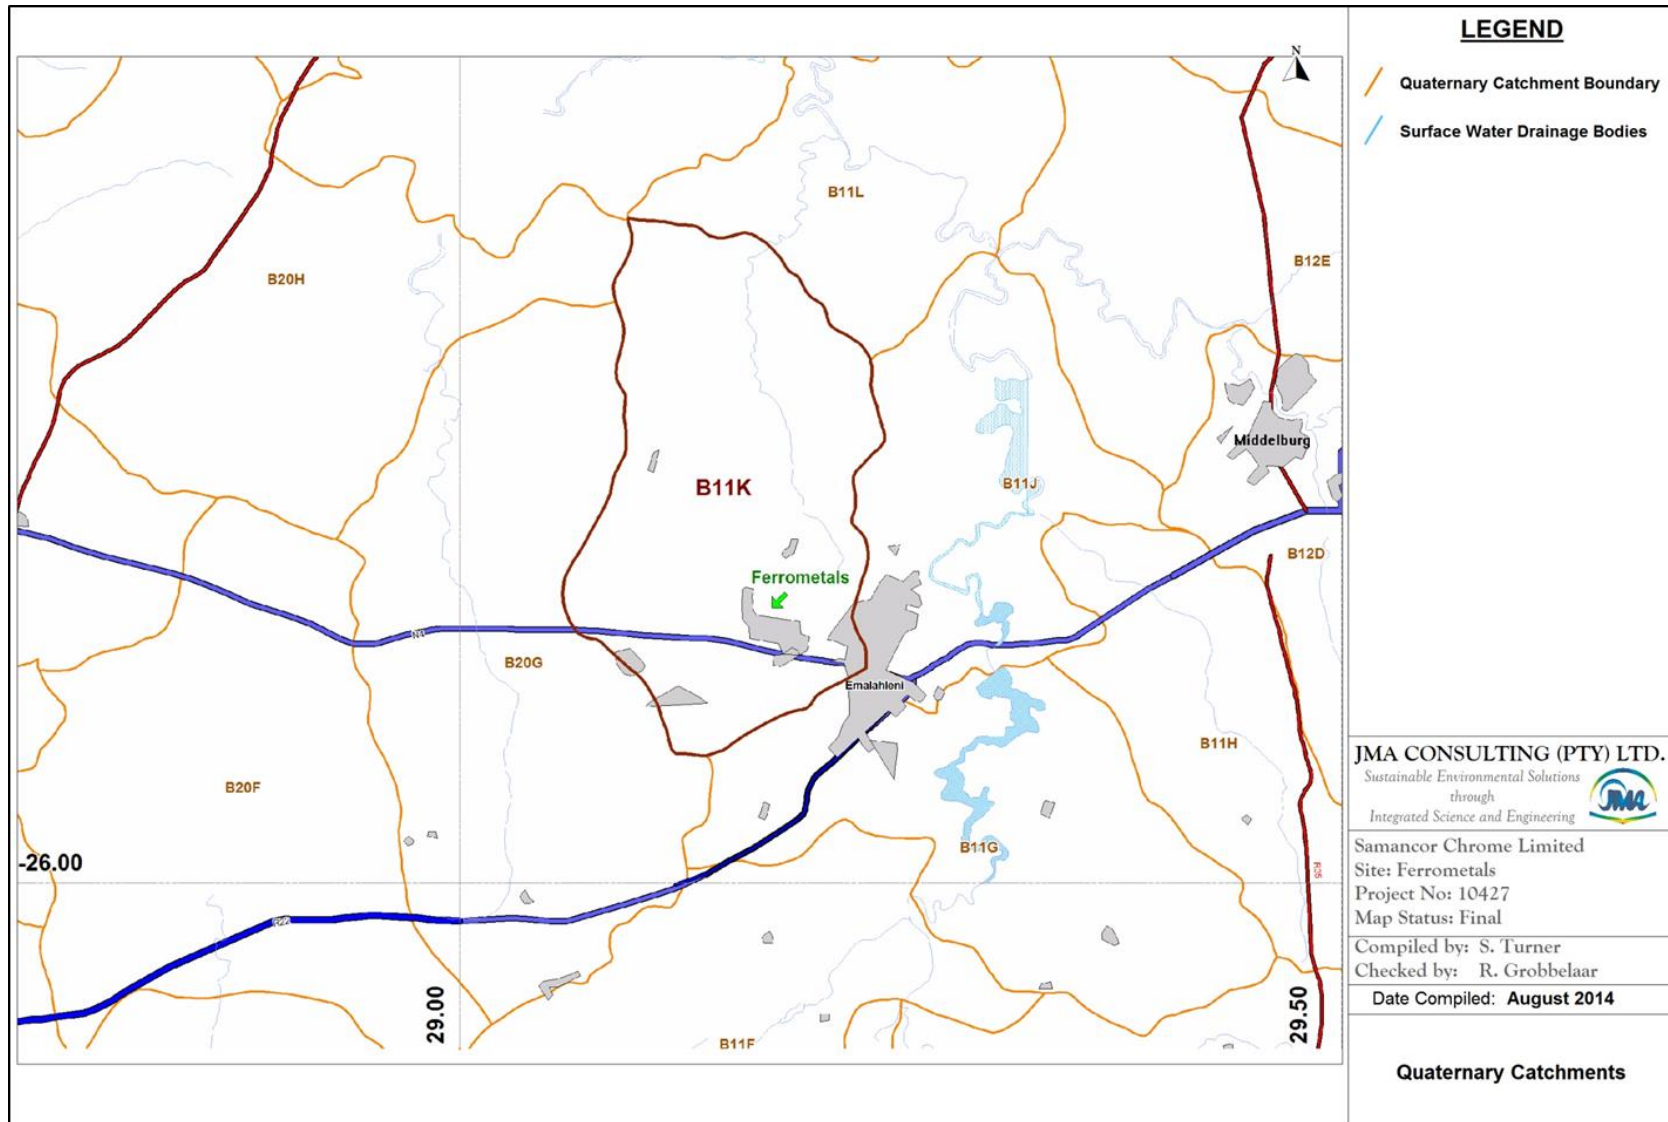 LEGEND
Quaternary Catchment Boundary
Surface Water Drainage Bodies
N
B11L
B20H
B12E
Middelburg
B11K
B11J
B12D
Ferrometals
N4
B20G
Emalahleni
B11H
B20F
B11G
-26.00
R35
29.00
29.50
B11F
JMA CONSULTING (PTY) LTD.
Sustainable Environmental Solutions
through
Integrated Science and Engineering
JMA
Samancor Chrome Limited
Site: Ferrometals
Project No: 10427
Map Status: Final
Compiled by: S. Turner
Checked by: R. Grobbelaar
Date Compiled: August 2014
Quaternary Catchments